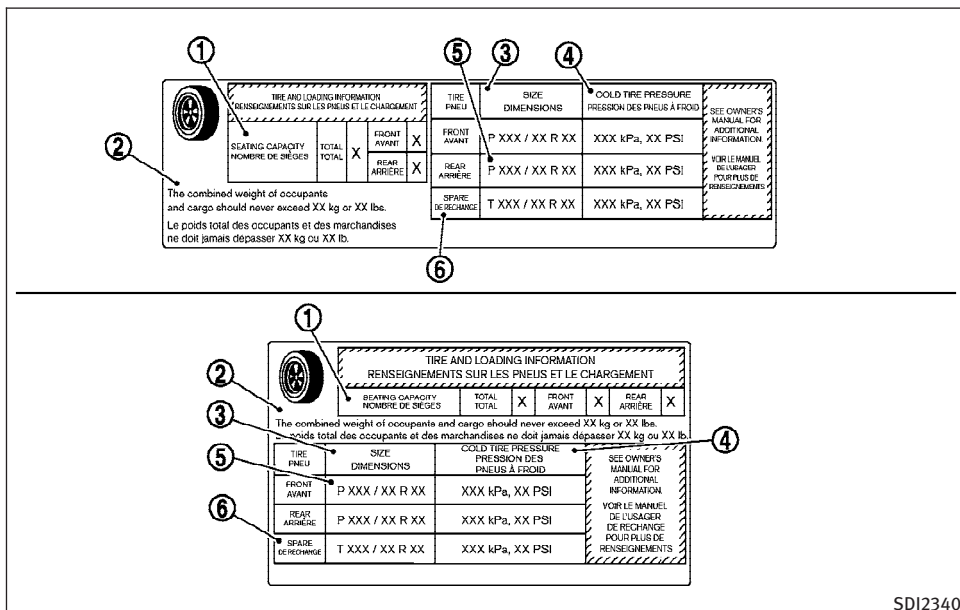 ① ⑤ ③ ④
TIRE AND LOADING INFORMATION
RENSEIGNEMENTS SUR LES PNEUS ET LE CHARGEMENT
SEATING CAPACITY
NOMBRE DE SIÈGES
TOTAL
TOTAL
X
FRONT
AVANT
X
REAR
ARRIÈRE
X
②
The combined weight of occupants
and cargo should never exceed XX kg or XX lbs.
Le poids total des occupants et des marchandises
ne doit jamais dépasser XX kg ou XX lb.
TIRE
PNEU
SIZE
DIMENSIONS
COLD TIRE PRESSURE
PRESSION DES PNEUS À FROID
FRONT
AVANT
P XXX / XX R XX
XXX kPa, XX PSI
REAR
ARRIÈRE
P XXX / XX R XX
XXX kPa, XX PSI
SPARE
DE RECHANGE
T XXX / XX R XX
XXX kPa, XX PSI
SEE OWNER'S
MANUAL FOR
ADDITIONAL
INFORMATION.
VOIR LE MANUEL
DE L'USAGER
POUR PLUS DE
RENSEIGNEMENTS
⑥
①
TIRE AND LOADING INFORMATION
RENSEIGNEMENTS SUR LES PNEUS ET LE CHARGEMENT
SEATING CAPACITY
NOMBRE DE SIÈGES
TOTAL
TOTAL
X
FRONT
AVANT
X
REAR
ARRIÈRE
X
②
The combined weight of occupants and cargo should never exceed XX kg or XX lbs.
Le poids total des occupants et des marchandises ne doit jamais dépasser XX kg ou XX lb.
③
④
TIRE
PNEU
SIZE
DIMENSIONS
COLD TIRE PRESSURE
PRESSION DES
PNEUS À FROID
⑤
FRONT
AVANT
P XXX / XX R XX
XXX kPa, XX PSI
REAR
ARRIÈRE
P XXX / XX R XX
XXX kPa, XX PSI
⑥
SPARE
DE RECHANGE
T XXX / XX R XX
XXX kPa, XX PSI
SEE OWNER'S
MANUAL FOR
ADDITIONAL
INFORMATION.
VOIR LE MANUEL
DE L'USAGER
DE RECHANGE
POUR PLUS DE
RENSEIGNEMENTS
SDI2340